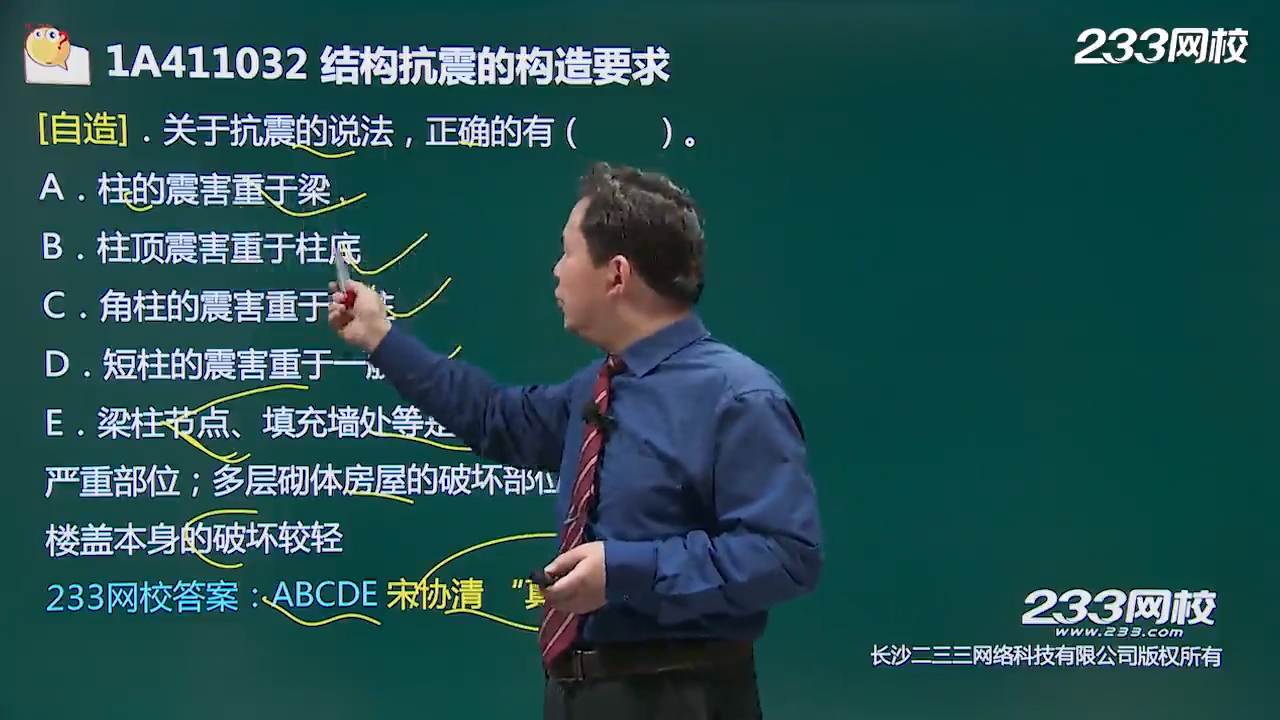 1A411032 结构抗震的构造要求
233网校
[自造]．关于抗震的说法，正确的有（　　）。
A．柱的震害重于梁．
B．柱顶震害重于柱底
C．角柱的震害重于
D．短柱的震害重于一
E．梁柱节点、填充墙处等是
严重部位；多层砌体房屋的破坏部位
楼盖本身的破坏较轻
233网校答案：ABCDE 宋协清 “真
233网校
www.233.com
长沙二三三网络科技有限公司版权所有